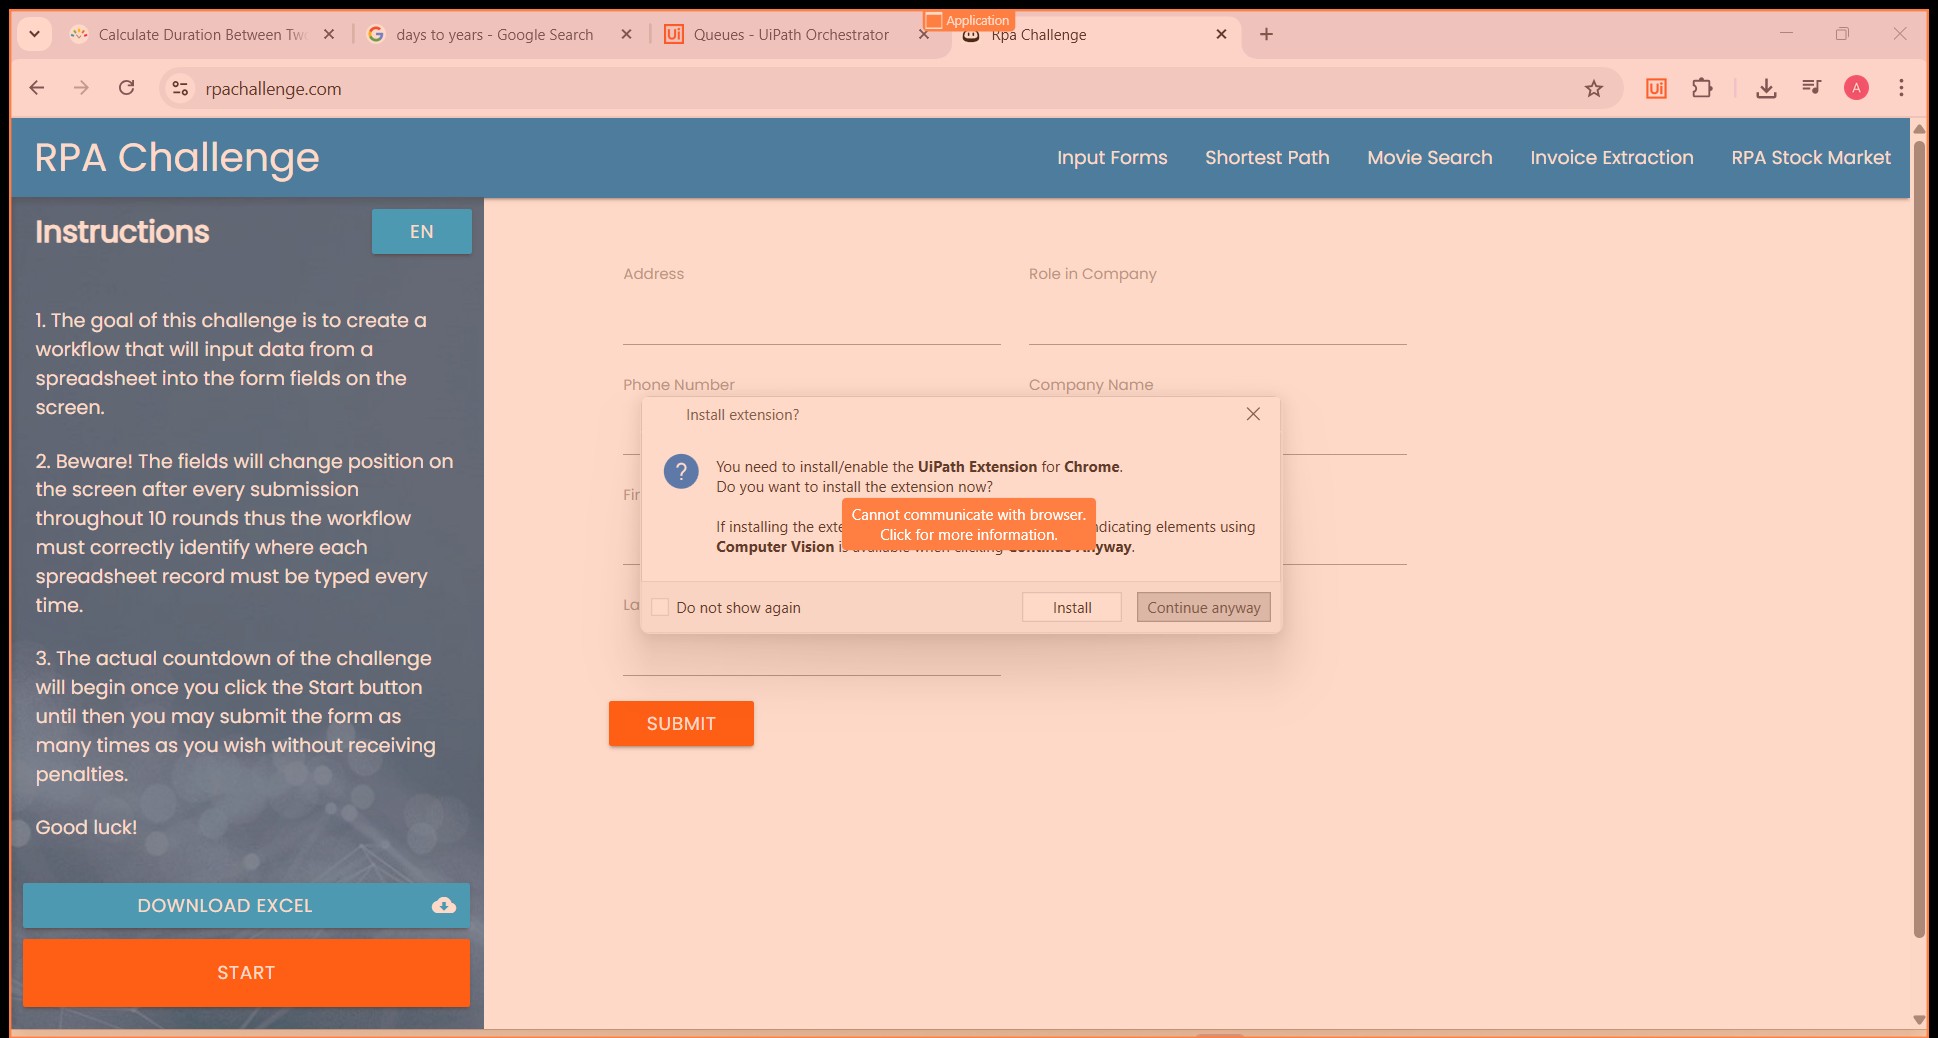 Application
Calculate Duration Between Two
days to years - Google Search
Ui
Queues - UiPath Orchestrator
Rpa Challenge
rpachallenge.com
Ui
A
RPA Challenge
Input Forms
Shortest Path
Movie Search
Invoice Extraction
RPA Stock Market
Instructions
EN
1. The goal of this challenge is to create a
workflow that will input data from a
spreadsheet into the form fields on the
screen.
2. Beware! The fields will change position on
the screen after every submission
throughout 10 rounds thus the workflow
must correctly identify where each
spreadsheet record must be typed every
time.
3. The actual countdown of the challenge
will begin once you click the Start button
until then you may submit the form as
many times as you wish without receiving
penalties.
Good luck!
DOWNLOAD EXCEL
START
Address
Role in Company
Phone Number
Company Name
Fir
La
SUBMIT
Install extension?
?
You need to install/enable the UiPath Extension for Chrome.
Do you want to install the extension now?
If installing the exte
ndicating elements using
Computer Vision
Cannot communicate with browser.
Click for more information.
Do not show again
Install
Continue anyway